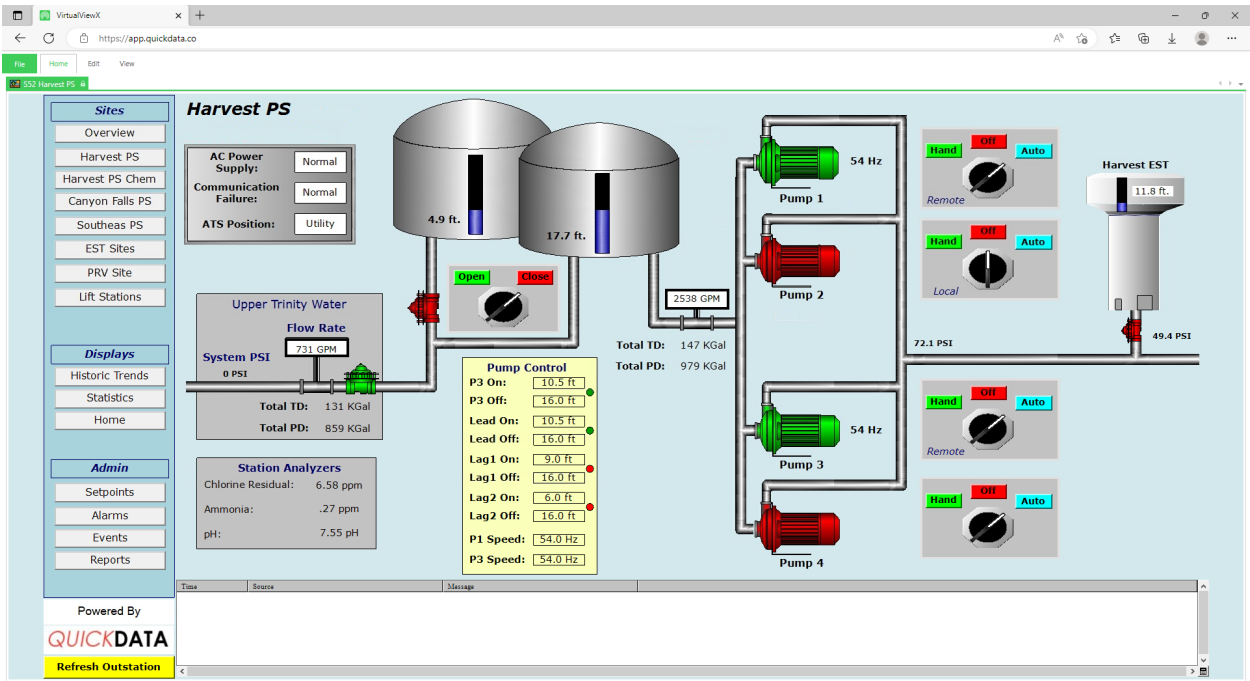 VirtualViewX
https://app.quickdata.co
File Home Edit View
S52 Harvest PS
Sites
Overview
Harvest PS
Harvest PS Chem
Canyon Falls PS
Southeas PS
EST Sites
PRV Site
Lift Stations
Displays
Historic Trends
Statistics
Home
Admin
Setpoints
Alarms
Events
Reports
Powered By
QUICKDATA
Refresh Outstation
Harvest PS
AC Power
Supply: Normal
Communication
Failure: Normal
ATS Position: Utility
4.9 ft.
17.7 ft.
Open Close
Upper Trinity Water
Flow Rate
731 GPM
System PSI
0 PSI
Total TD: 131 KGal
Total PD: 859 KGal
Station Analyzers
Chlorine Residual: 6.58 ppm
Ammonia: .27 ppm
pH: 7.55 pH
Pump Control
P3 On: 10.5 ft
P3 Off: 16.0 ft
Lead On: 10.5 ft
Lead Off: 16.0 ft
Lag1 On: 9.0 ft
Lag1 Off: 16.0 ft
Lag2 On: 6.0 ft
Lag2 Off: 16.0 ft
P1 Speed: 54.0 Hz
P3 Speed: 54.0 Hz
2538 GPM
Total TD: 147 KGal
Total PD: 979 KGal
54 Hz
Pump 1
Pump 2
54 Hz
Pump 3
Pump 4
Hand Off Auto
Remote
Hand Off Auto
Local
72.1 PSI
Hand Off Auto
Remote
Hand Off Auto
Harvest EST
11.8 ft.
49.4 PSI
Time Source Message